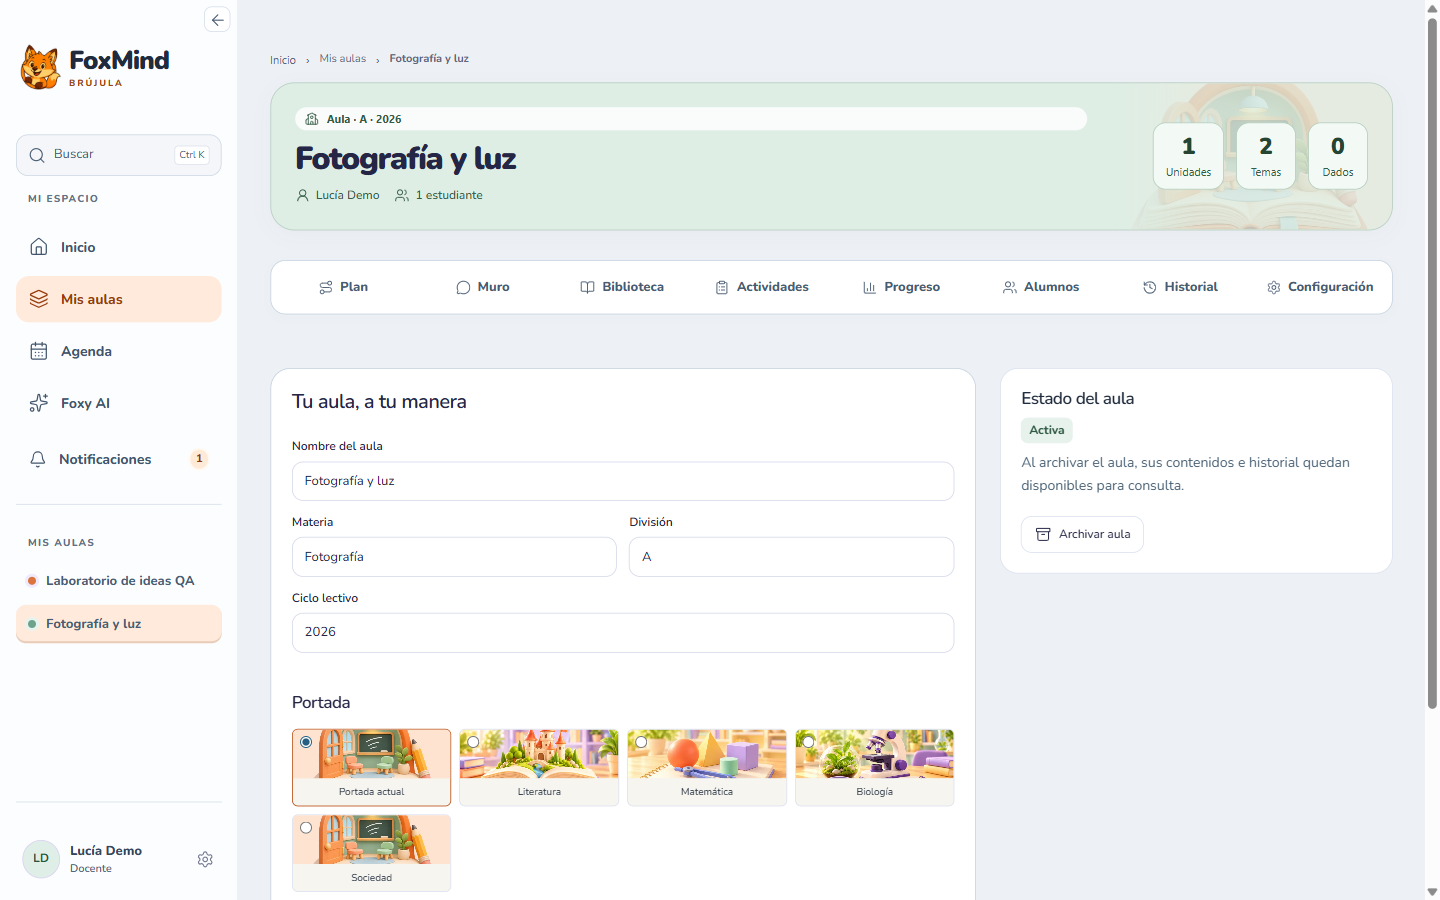 FoxMind
BRÚJULA
Buscar
Ctrl K
MI ESPACIO
Inicio
Mis aulas
Agenda
Foxy AI
Notificaciones
1
MIS AULAS
Laboratorio de ideas QA
Fotografía y luz
LD
Lucía Demo
Docente
Inicio › Mis aulas › Fotografía y luz
Aula · A · 2026
Fotografía y luz
Lucía Demo
1 estudiante
1
Unidades
2
Temas
0
Dados
Plan
Muro
Biblioteca
Actividades
Progreso
Alumnos
Historial
Configuración
Tu aula, a tu manera
Nombre del aula
Fotografía y luz
Materia
División
Fotografía
A
Ciclo lectivo
2026
Portada
Portada actual
Literatura
Matemática
Biología
Sociedad
Estado del aula
Activa
Al archivar el aula, sus contenidos e historial quedan
disponibles para consulta.
Archivar aula